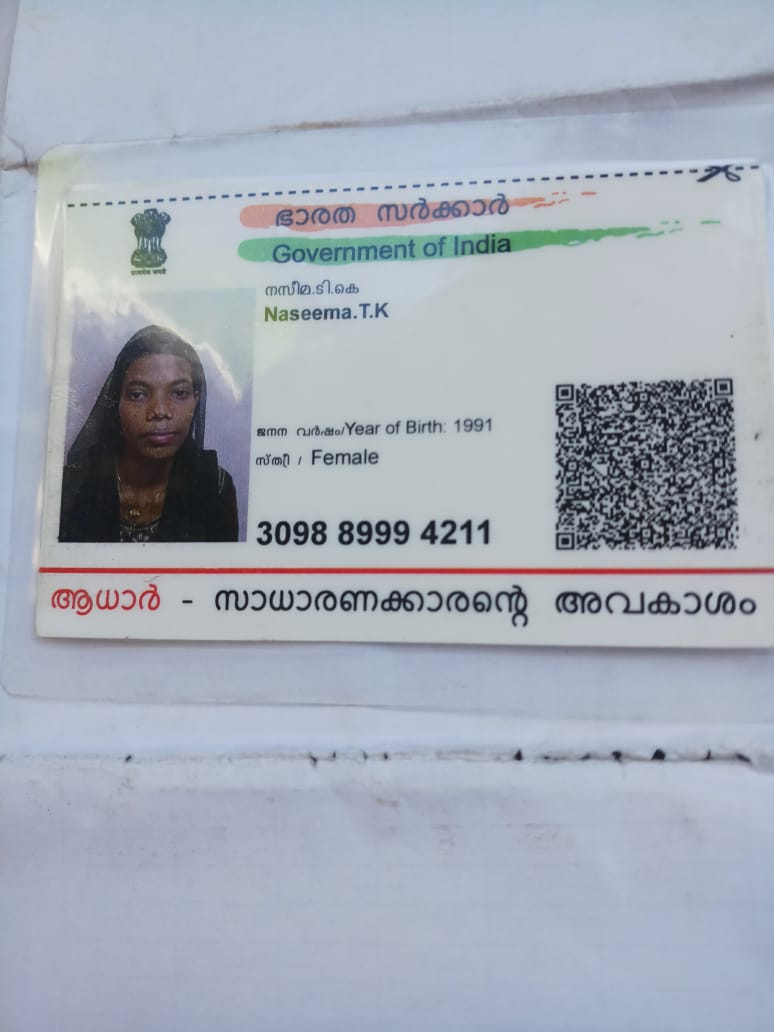 ഭാരത സർക്കാർ
Government of India
നസീമ.ടി.കെ
Naseema.T.K
ജനന വർഷം/Year of Birth: 1991
സ്ത്രീ / Female
3098 8999 4211
ആധാർ - സാധാരണക്കാരന്റെ അവകാശം